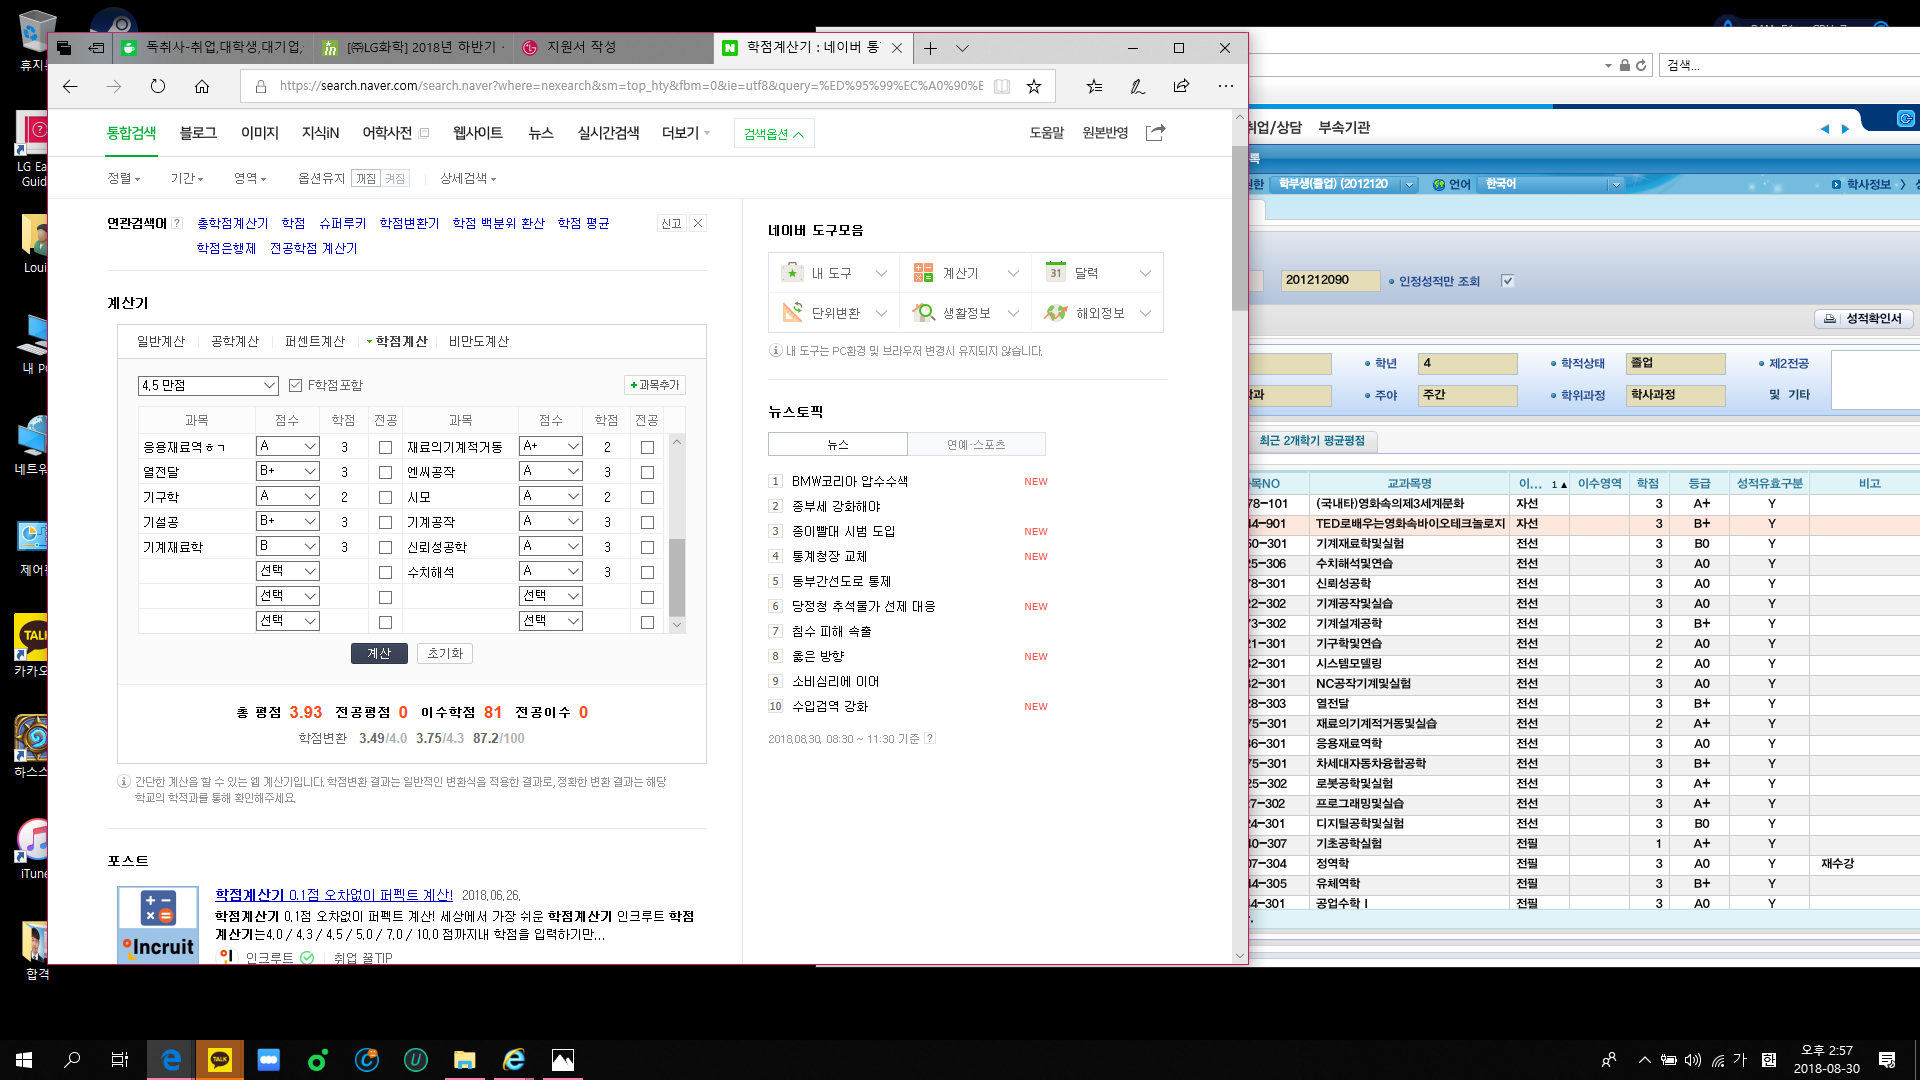 휴지통
LG Ea
Guid
Loui
내 PC
네트워
제어판
TALK
카카오
하스스
iTune
합격
독취사-취업,대학생,대기업,
[㈜LG화학] 2018년 하반기
지원서 작성
학점계산기 : 네이버 통
https://search.naver.com/search.naver?where=nexearch&sm=top_hty&fbm=0&ie=utf8&query=%ED%95%99%EC%A0%90%E
통합검색 블로그 이미지 지식iN 어학사전 웹사이트 뉴스 실시간검색 더보기 검색옵션 도움말 원본반영
정렬 기간 영역 옵션유지 꺼짐 켜짐 상세검색
연관검색어 ? 총학점계산기 학점 슈퍼루키 학점변환기 학점 백분위 환산 학점 평균 신고
학점은행제 전공학점 계산기
계산기
일반계산 공학계산 퍼센트계산 학점계산 비만도계산
4.5 만점 F학점포함 +과목추가
과목 점수 학점 전공 과목 점수 학점 전공
응용재료역ㅎㄱ A 3 재료의기계적거동 A+ 2
열전달 B+ 3 엔씨공작 A 3
기구학 A 2 시모 A 2
기설공 B+ 3 기계공작 A 3
기계재료학 B 3 신뢰성공학 A 3
선택 수치해석 A 3
선택 선택
선택 선택
계산 초기화
총 평점 3.93 전공평점 0 이수학점 81 전공이수 0
학점변환 3.49/4.0 3.75/4.3 87.2/100
간단한 계산을 할 수 있는 웹 계산기입니다. 학점변환 결과는 일반적인 변환식을 적용한 결과로, 정확한 변환 결과는 해당
학교의 학적과를 통해 확인해주세요.
포스트
학점계산기 0.1점 오차없이 퍼펙트 계산! 2018.06.26.
학점계산기 0.1점 오차없이 퍼펙트 계산! 세상에서 가장 쉬운 학점계산기 인크루트 학점
계산기는4.0 / 4.3 / 4.5 / 5.0 / 7.0 / 10.0 점까지내 학점을 입력하기만...
Incruit
인크루트 취업 꿀TIP
네이버 도구모음
내 도구 계산기 31 달력
단위변환 생활정보 해외정보
내 도구는 PC환경 및 브라우저 변경시 유지되지 않습니다.
뉴스토픽
뉴스 연예·스포츠
1 BMW코리아 압수수색 NEW
2 종부세 강화해야
3 종이빨대 시범 도입 NEW
4 통계청장 교체 NEW
5 동부간선도로 통제
6 당정청 추석물가 선제 대응 NEW
7 침수 피해 속출
8 옳은 방향 NEW
9 소비심리에 이어
10 수입검역 강화 NEW
2018.08.30. 08:30 ~ 11:30 기준 ?
검색...
취업/상담 부속기관
록
권한 학부생(졸업) (2012120 언어 한국어 학사정보
201212090 인정성적만 조회
성적확인서
학년 4 학적상태 졸업 제2전공
학과 주야 주간 학위과정 학사과정 및 기타
최근 2개학기 평균평점
목NO 교과목명 이... 1▲ 이수영역 학점 등급 성적유효구분 비고
78-101 (국내타)영화속의제3세계문화 자선 3 A+ Y
44-901 TED로배우는영화속바이오테크놀로지 자선 3 B+ Y
50-301 기계재료학및실험 전선 3 B0 Y
25-306 수치해석및연습 전선 3 A0 Y
78-301 신뢰성공학 전선 3 A0 Y
22-302 기계공작및실습 전선 3 A0 Y
73-302 기계설계공학 전선 3 B+ Y
21-301 기구학및연습 전선 2 A0 Y
32-301 시스템모델링 전선 2 A0 Y
32-301 NC공작기계및실험 전선 3 A0 Y
28-303 열전달 전선 3 B+ Y
75-301 재료의기계적거동및실습 전선 2 A+ Y
36-301 응용재료역학 전선 3 A0 Y
75-301 차세대자동차융합공학 전선 3 B+ Y
25-302 로봇공학및실험 전선 3 A+ Y
27-302 프로그래밍및실습 전선 3 A+ Y
24-301 디지털공학및실험 전선 3 B0 Y
40-307 기초공학실험 전필 1 A+ Y
07-304 정역학 전필 3 A0 Y 재수강
44-305 유체역학 전필 3 B+ Y
44-301 공업수학Ⅰ 전필 3 A0 Y
가 한 오후 2:57
2018-08-30